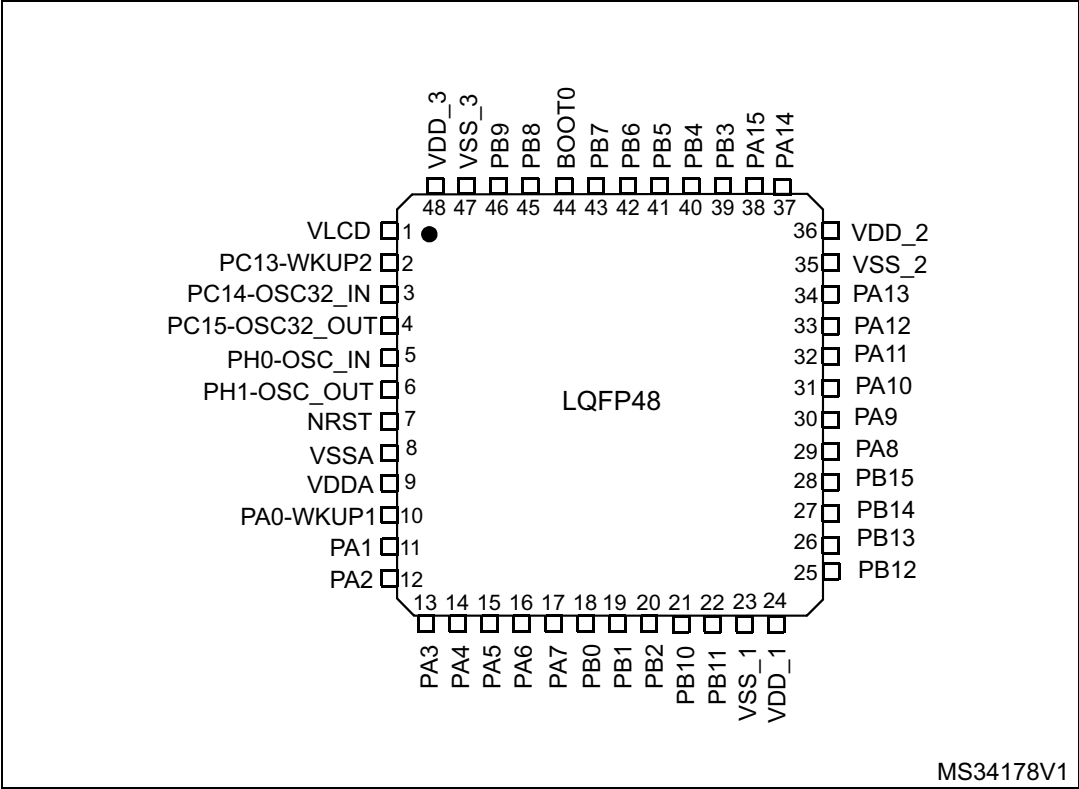 VDD_3
VSS_3
PB9
PB8
BOOT0
PB7
PB6
PB5
PB4
PB3
PA15
PA14
48 47 46 45 44 43 42 41 40 39 38 37
VLCD 1
PC13-WKUP2 2
PC14-OSC32_IN 3
PC15-OSC32_OUT 4
PH0-OSC_IN 5
PH1-OSC_OUT 6
NRST 7
VSSA 8
VDDA 9
PA0-WKUP1 10
PA1 11
PA2 12
LQFP48
36 VDD_2
35 VSS_2
34 PA13
33 PA12
32 PA11
31 PA10
30 PA9
29 PA8
28 PB15
27 PB14
26 PB13
25 PB12
13 14 15 16 17 18 19 20 21 22 23 24
PA3
PA4
PA5
PA6
PA7
PB0
PB1
PB2
PB10
PB11
VSS_1
VDD_1
MS34178V1